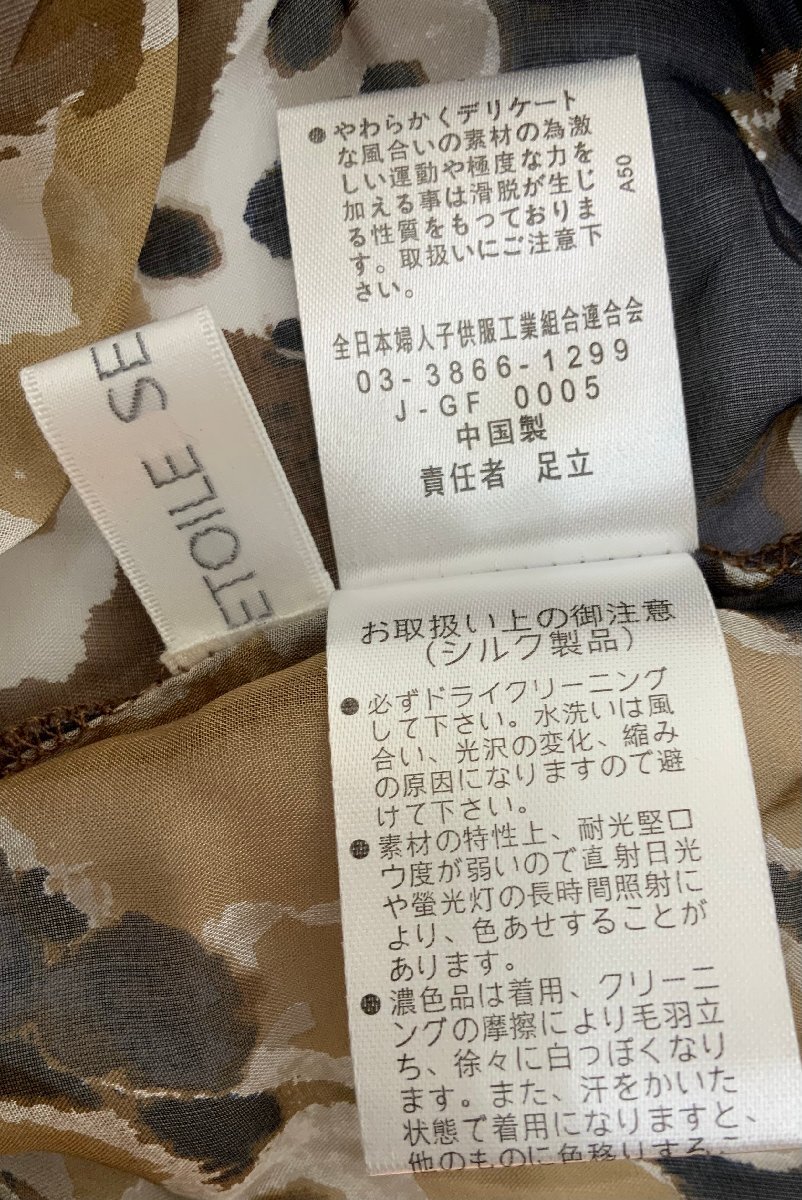 ●やわらかくデリケート
な風合いの素材の為激
しい運動や極度な力を
加える事は滑脱が生じ
る性質をもっておりま
す。取扱いにご注意下
さい。
A50
全日本婦人子供服工業組合連合会
03-3866-1299
J-GF 0005
中国製
責任者 足立
ETOILE SE
お取扱い上の御注意
(シルク製品)
●必ずドライクリーニング
して下さい。水洗いは風
合い、光沢の変化、縮み
の原因になりますので避
けて下さい。
●素材の特性上、耐光堅ロ
ウ度が弱いので直射日光
や螢光灯の長時間照射に
より、色あせすることが
あります。
●濃色品は着用、クリーニ
ングの摩擦により毛羽立
ち、徐々に白っぽくなり
ます。また、汗をかいた
状態で着用になりますと、
他のものに色移りするこ